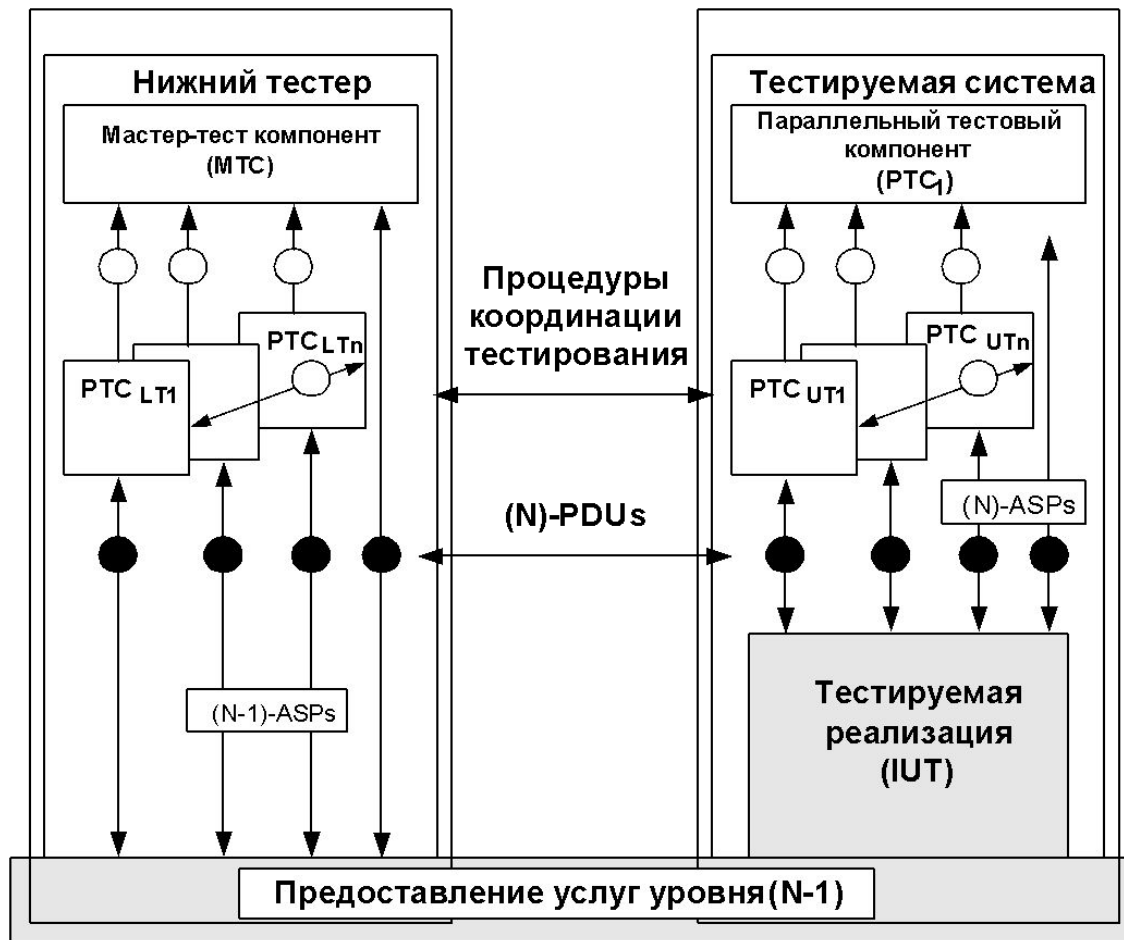 Нижний тестер
Мастер-тест компонент
(MTC)
PTC LTn
PTC LT1
(N-1)-ASPs
Процедуры
координации
тестирования
(N)-PDUs
Тестируемая система
Параллельный тестовый
компонент
(PTC1)
PTC UTn
PTC UT1
(N)-ASPs
Тестируемая
реализация
(IUT)
Предоставление услуг уровня (N-1)